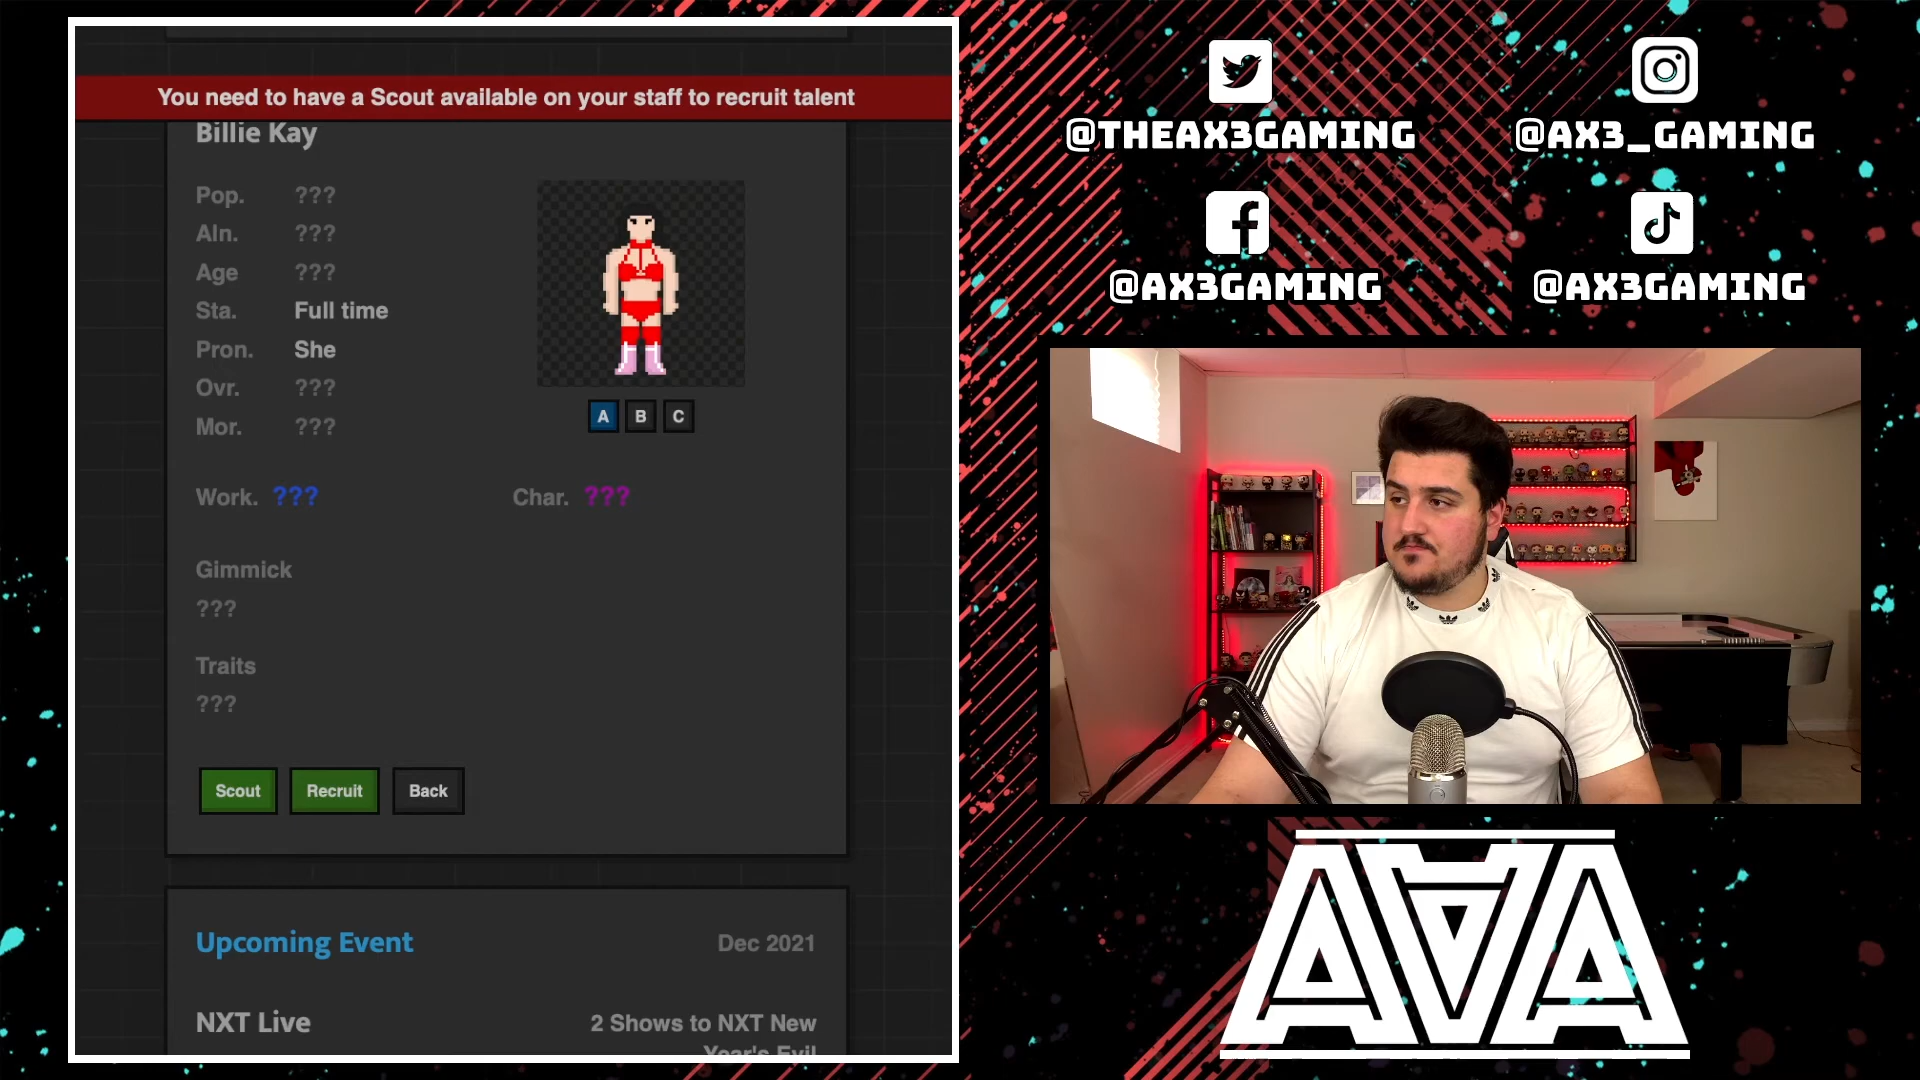 You need to have a Scout available on your staff to recruit talent
Billie Kay
Pop. ???
Aln. ???
Age ???
Sta. Full time
Pron. She
Ovr. ???
Mor. ???
A B C
Work. ??? Char. ???
Gimmick
???
Traits
???
Scout Recruit Back
Upcoming Event Dec 2021
NXT Live 2 Shows to NXT New
Year's Evil
@THEAX3GAMING
@AX3_GAMING
@AX3GAMING
@AX3GAMING